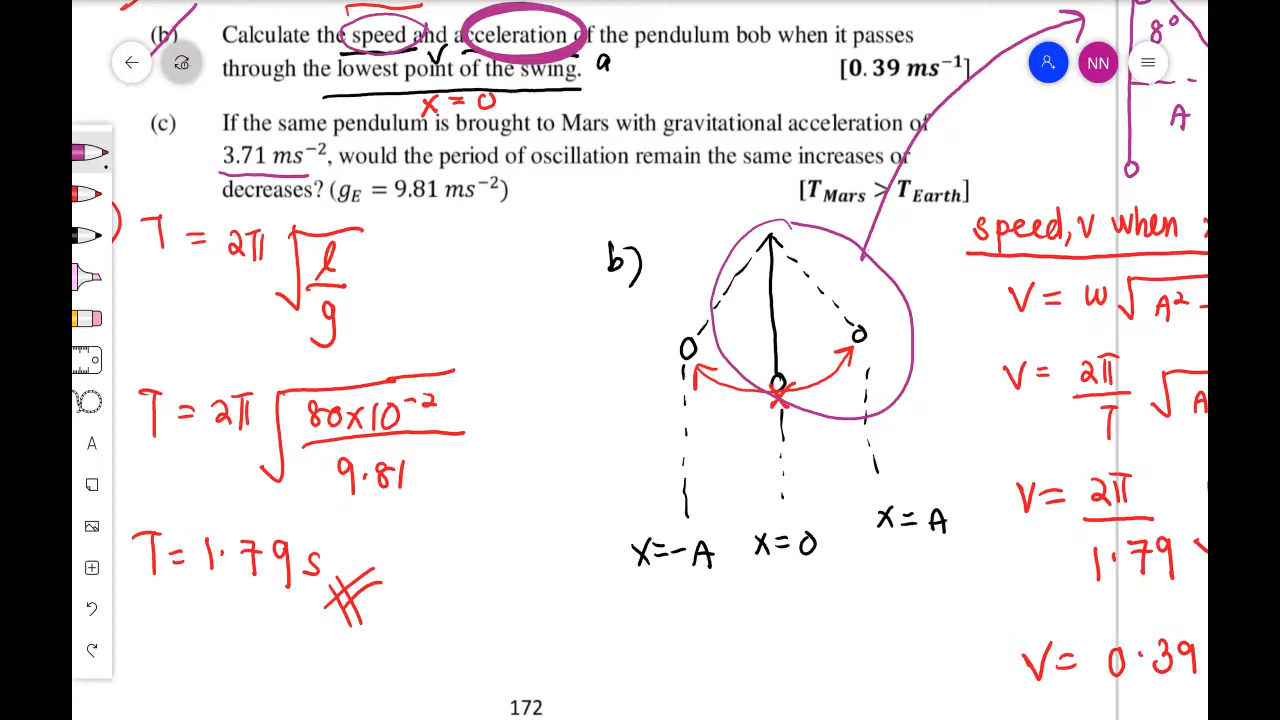 (b) Calculate the speed and acceleration of the pendulum bob when it passes
v
through the lowest point of the swing. a [0.39 ms⁻¹]
x = 0
(c) If the same pendulum is brought to Mars with gravitational acceleration of
3.71 ms⁻², would the period of oscillation remain the same increases or
decreases? (gE = 9.81 ms⁻²) [TMars > TEarth]
T = 2π √ l / g
T = 2π √ 80×10⁻² / 9.81
T = 1.79 s
b)
x=-A x=0 x=A
NN
8°
A
speed, v when
V = ω √ A² -
V = 2π / T √ A
V = 2π / 1.79
V = 0.39
A
172